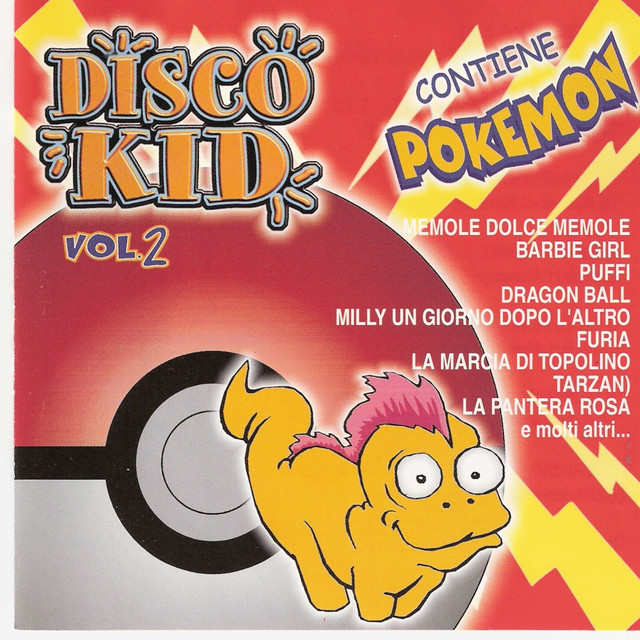 DISCO
KID
VOL.2
CONTIENE
POKEMON
MEMOLE DOLCE MEMOLE
BARBIE GIRL
PUFFI
DRAGON BALL
MILLY UN GIORNO DOPO L'ALTRO
FURIA
LA MARCIA DI TOPOLINO
TARZAN)
LA PANTERA ROSA
e molti altri...